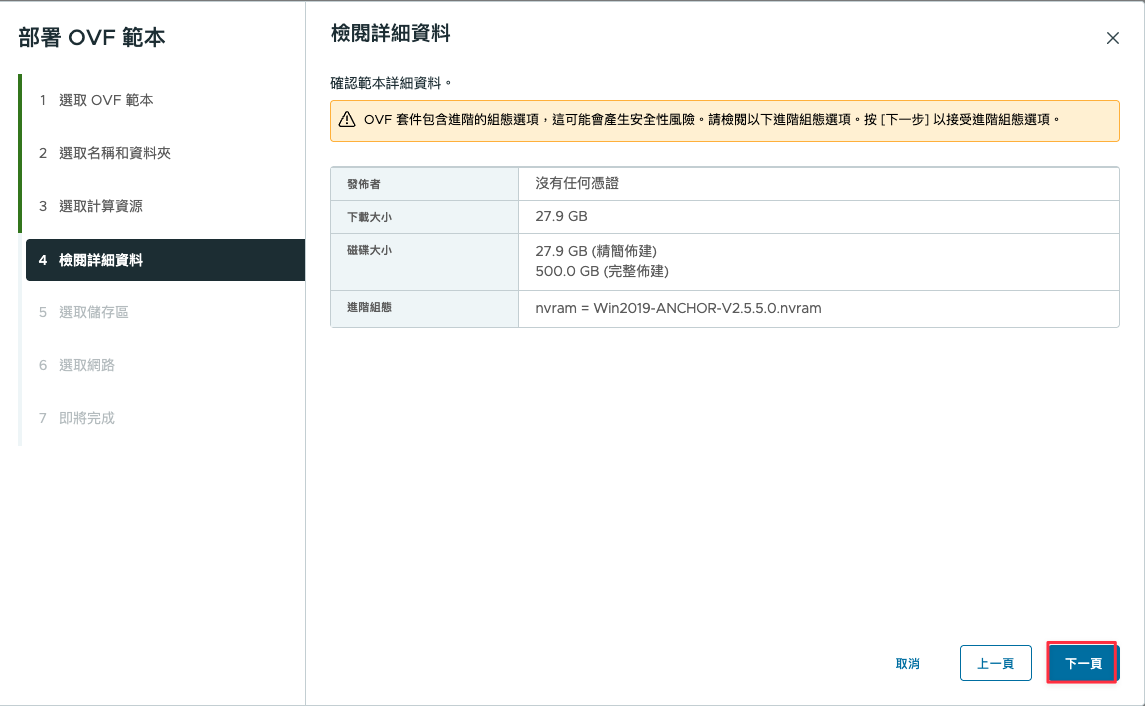 部署 OVF 範本
1 選取 OVF 範本
2 選取名稱和資料夾
3 選取計算資源
4 檢閱詳細資料
5 選取儲存區
6 選取網路
7 即將完成
檢閱詳細資料
確認範本詳細資料。
OVF 套件包含進階的組態選項，這可能會產生安全性風險。請檢閱以下進階組態選項。按 [下一步] 以接受進階組態選項。
發佈者 沒有任何憑證
下載大小 27.9 GB
磁碟大小 27.9 GB (精簡佈建)
500.0 GB (完整佈建)
進階組態 nvram = Win2019-ANCHOR-V2.5.5.0.nvram
取消 上一頁 下一頁